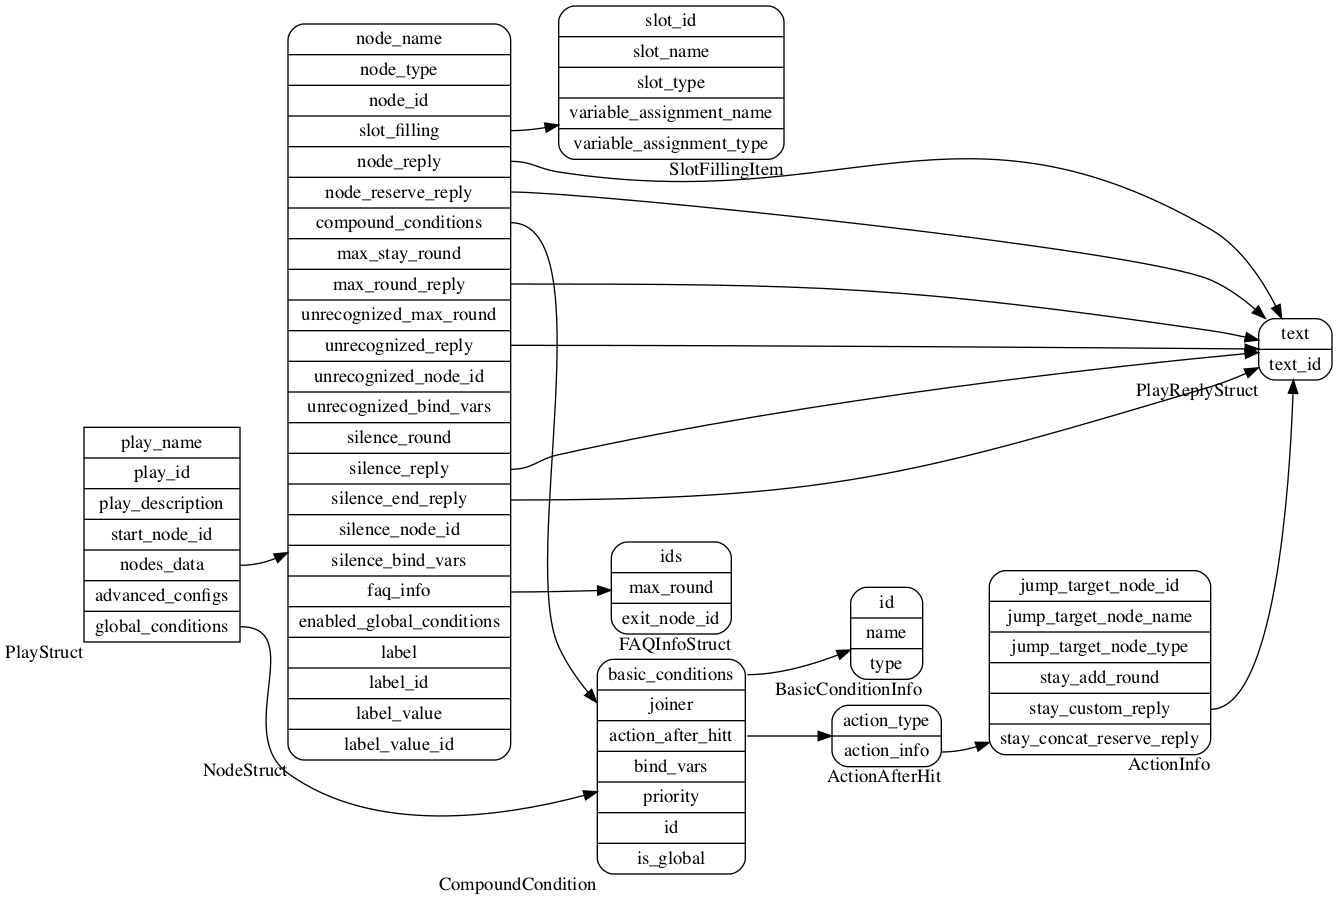 slot_id
slot_name
slot_type
variable_assignment_name
variable_assignment_type
SlotFillingItem
node_name
node_type
node_id
slot_filling
node_reply
node_reserve_reply
compound_conditions
max_stay_round
max_round_reply
unrecognized_max_round
unrecognized_reply
unrecognized_node_id
unrecognized_bind_vars
silence_round
silence_reply
silence_end_reply
silence_node_id
silence_bind_vars
faq_info
enabled_global_conditions
label
label_id
label_value
label_value_id
NodeStruct
text
text_id
PlayReplyStruct
play_name
play_id
play_description
start_node_id
nodes_data
advanced_configs
global_conditions
PlayStruct
ids
max_round
exit_node_id
FAQInfoStruct
basic_conditions
joiner
action_after_hitt
bind_vars
priority
id
is_global
CompoundCondition
id
name
type
BasicConditionInfo
action_type
action_info
ActionAfterHit
jump_target_node_id
jump_target_node_name
jump_target_node_type
stay_add_round
stay_custom_reply
stay_concat_reserve_reply
ActionInfo